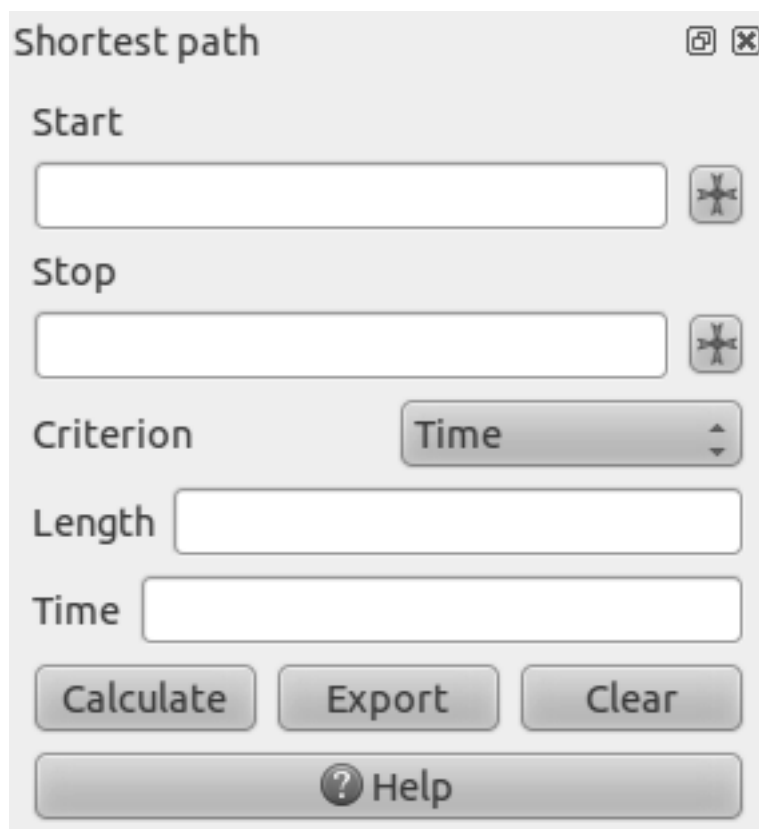 Shortest path
Start
Stop
Criterion Time
Length
Time
Calculate Export Clear
? Help